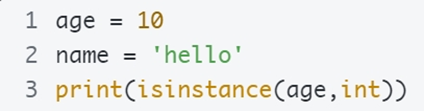 1 age = 10
2 name = 'hello'
3 print(isinstance(age,int))